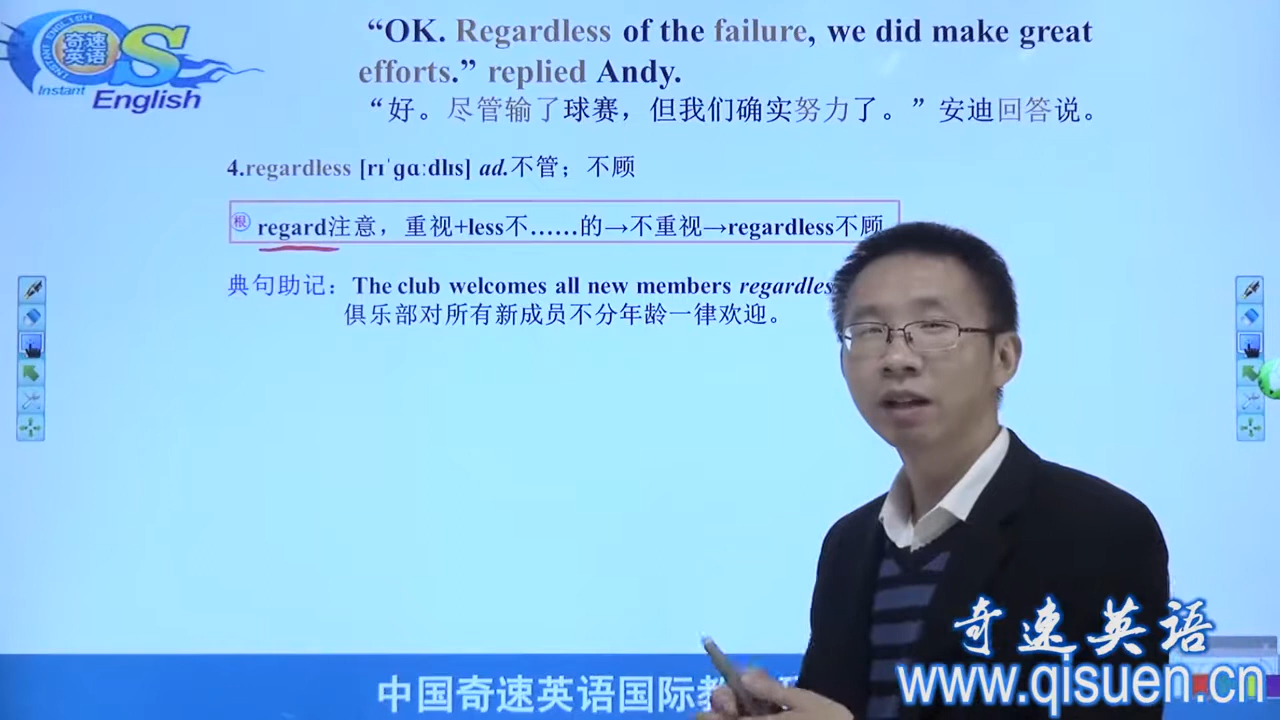 INSTANT ENGLISH
奇速
英语
S
Instant
English
“OK. Regardless of the failure, we did make great
efforts.” replied Andy.
“好。尽管输了球赛，但我们确实努力了。”安迪回答说。
4.regardless [rɪˈɡɑːdlɪs] ad.不管；不顾
根 regard注意，重视+less不……的→不重视→regardless不顾
典句助记：The club welcomes all new members regardles
俱乐部对所有新成员不分年龄一律欢迎。
奇速英语
www.qisuen.cn
中国奇速英语国际教